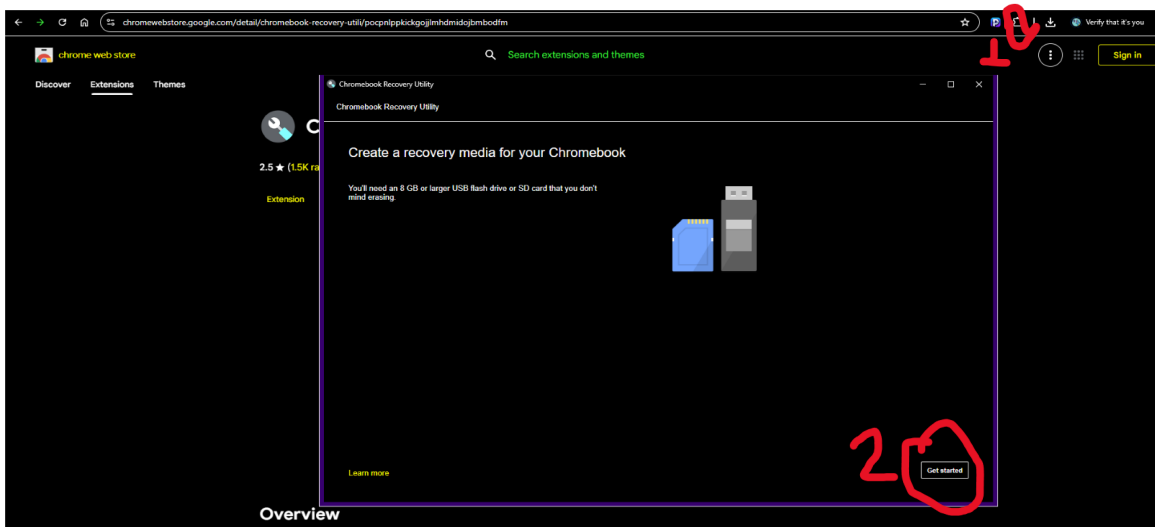 chromewebstore.google.com/detail/chromebook-recovery-utili/pocpnlppkickgojjlmhdmidojbmbodfm
Verify that it's you
1
chrome web store
Search extensions and themes
Sign in
Discover Extensions Themes
Chromebook Recovery Utility
Chromebook Recovery Utility
C
Create a recovery media for your Chromebook
2.5 ★ (1.5K ra
You'll need an 8 GB or larger USB flash drive or SD card that you don't
mind erasing.
Extension
2
Learn more
Get started
Overview